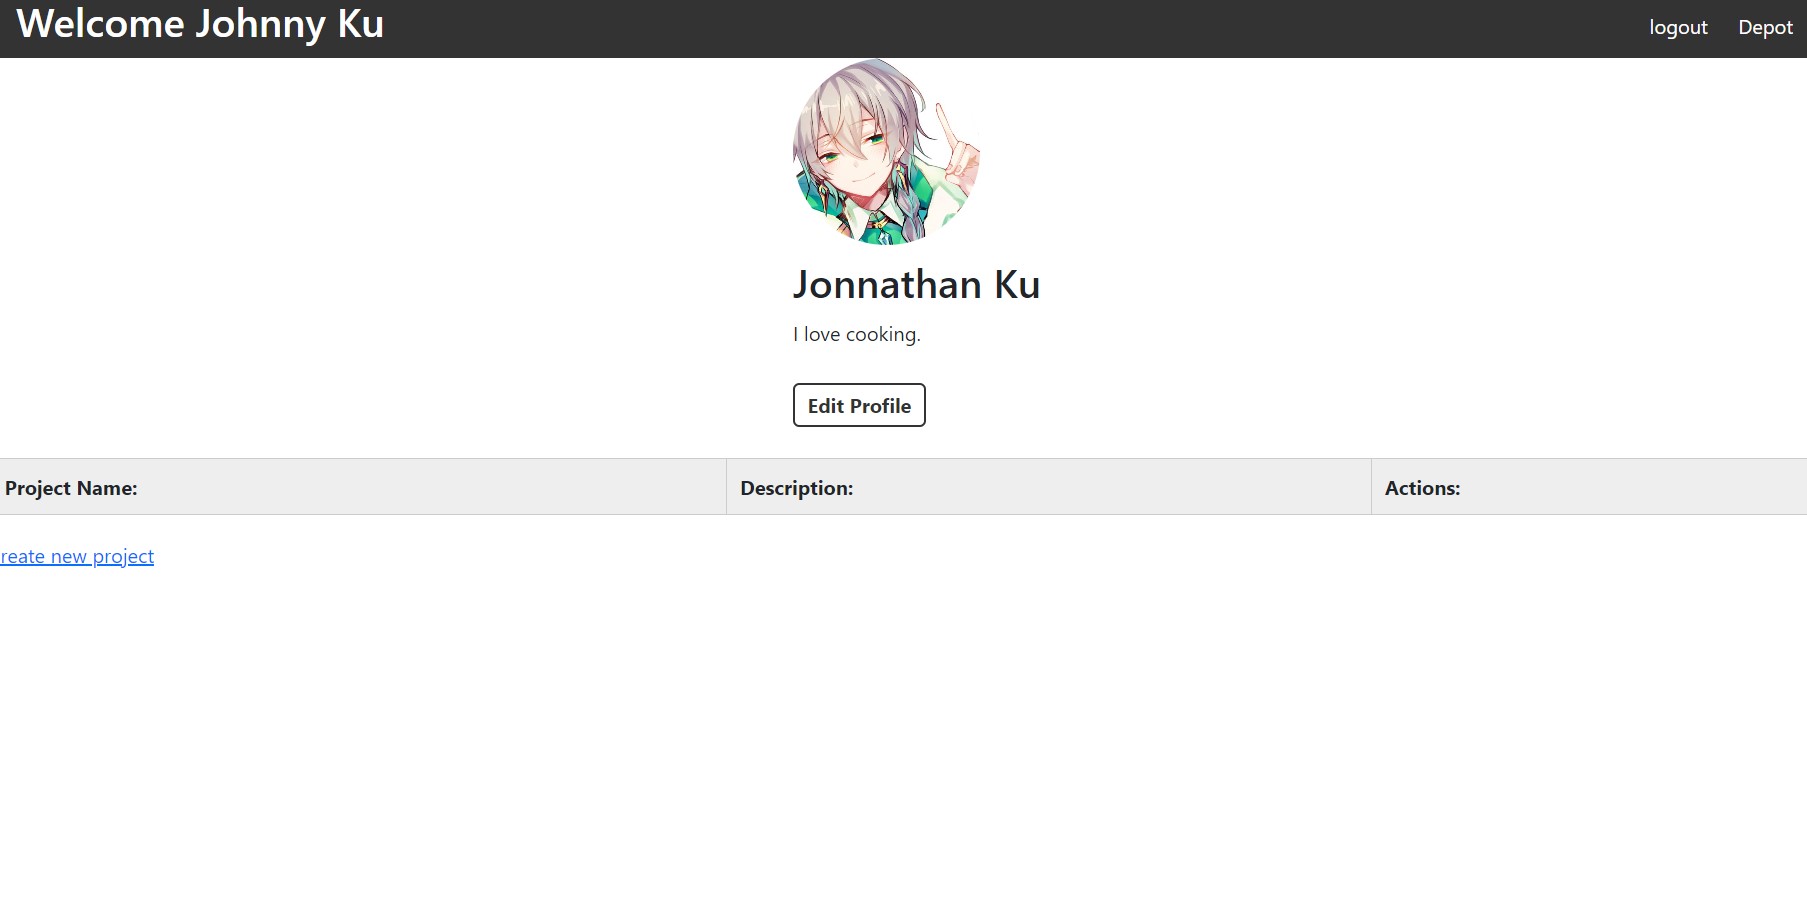 Welcome Johnny Ku
logout Depot
Jonnathan Ku
I love cooking.
Edit Profile
Project Name: Description: Actions:
reate new project